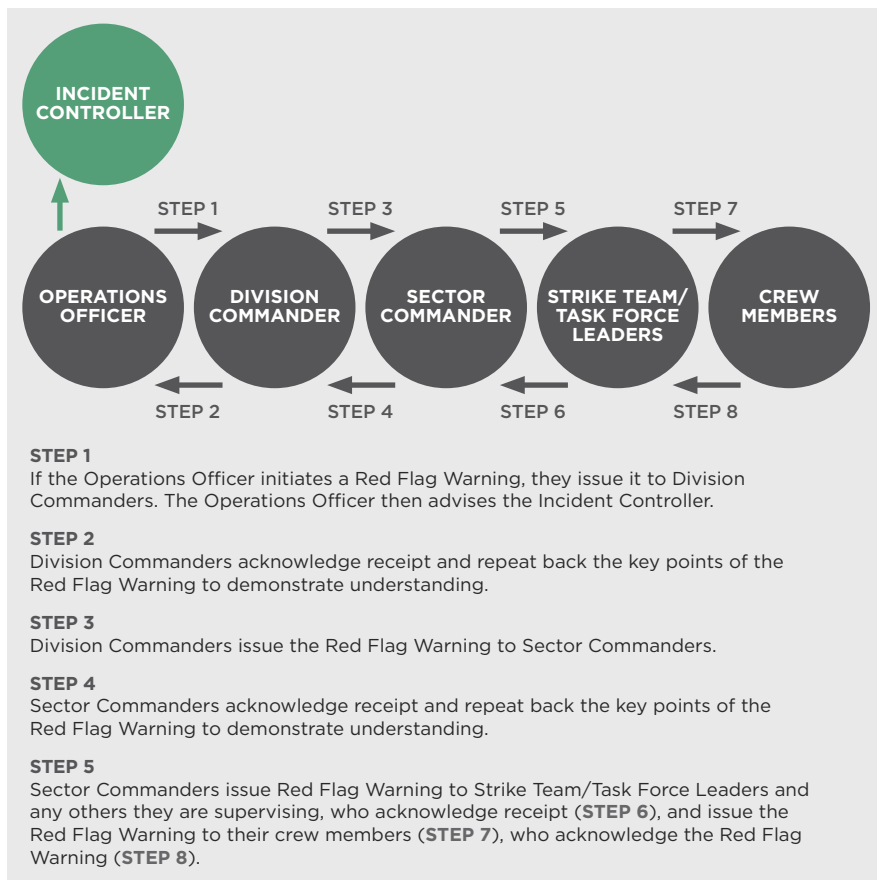 INCIDENT
CONTROLLER
STEP 1
STEP 3
STEP 5
STEP 7
OPERATIONS
OFFICER
DIVISION
COMMANDER
SECTOR
COMMANDER
STRIKE TEAM/
TASK FORCE
LEADERS
CREW
MEMBERS
STEP 2
STEP 4
STEP 6
STEP 8
STEP 1
If the Operations Officer initiates a Red Flag Warning, they issue it to Division
Commanders. The Operations Officer then advises the Incident Controller.
STEP 2
Division Commanders acknowledge receipt and repeat back the key points of the
Red Flag Warning to demonstrate understanding.
STEP 3
Division Commanders issue the Red Flag Warning to Sector Commanders.
STEP 4
Sector Commanders acknowledge receipt and repeat back the key points of the
Red Flag Warning to demonstrate understanding.
STEP 5
Sector Commanders issue Red Flag Warning to Strike Team/Task Force Leaders and
any others they are supervising, who acknowledge receipt (STEP 6), and issue the
Red Flag Warning to their crew members (STEP 7), who acknowledge the Red Flag
Warning (STEP 8).